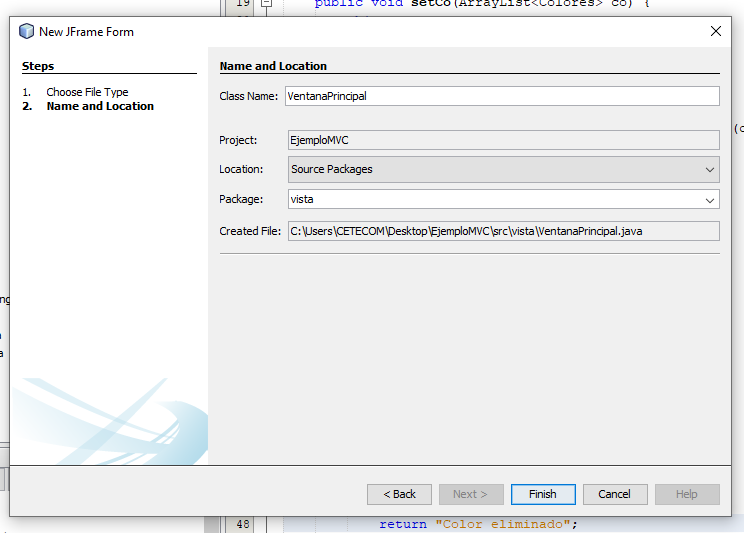 19 public void setCo(ArrayList<Colores> co) {
New JFrame Form
Steps
1. Choose File Type
2. Name and Location
Name and Location
Class Name: VentanaPrincipal
Project: EjemploMVC
Location: Source Packages
Package: vista
Created File: C:\Users\CETECOM\Desktop\EjemploMVC\src\vista\VentanaPrincipal.java
< Back Next > Finish Cancel Help
48 return "Color eliminado";